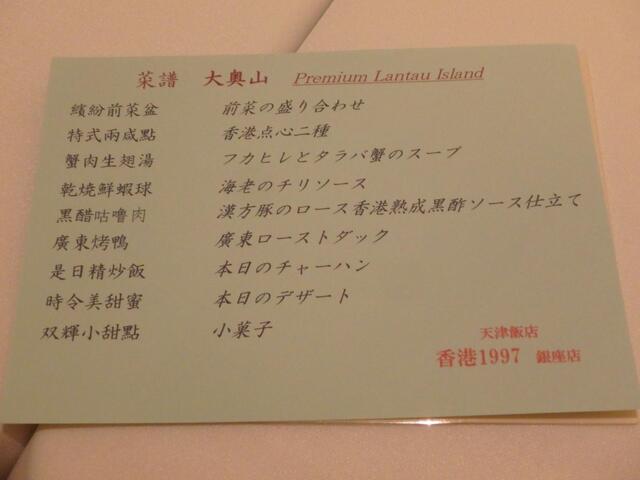 菜譜 大奥山 Premium Lantau Island
繽紛前菜盆 前菜の盛り合わせ
特式兩咸點 香港点心二種
蟹肉生翅湯 フカヒレとタラバ蟹のスープ
乾燒鮮蝦球 海老のチリソース
黒醋咕嚕肉 漢方豚のロース香港熟成黒酢ソース仕立て
廣東烤鴨 廣東ローストダック
是日精炒飯 本日のチャーハン
時令美甜蜜 本日のデザート
双輝小甜點 小菓子
天津飯店
香港1997 銀座店